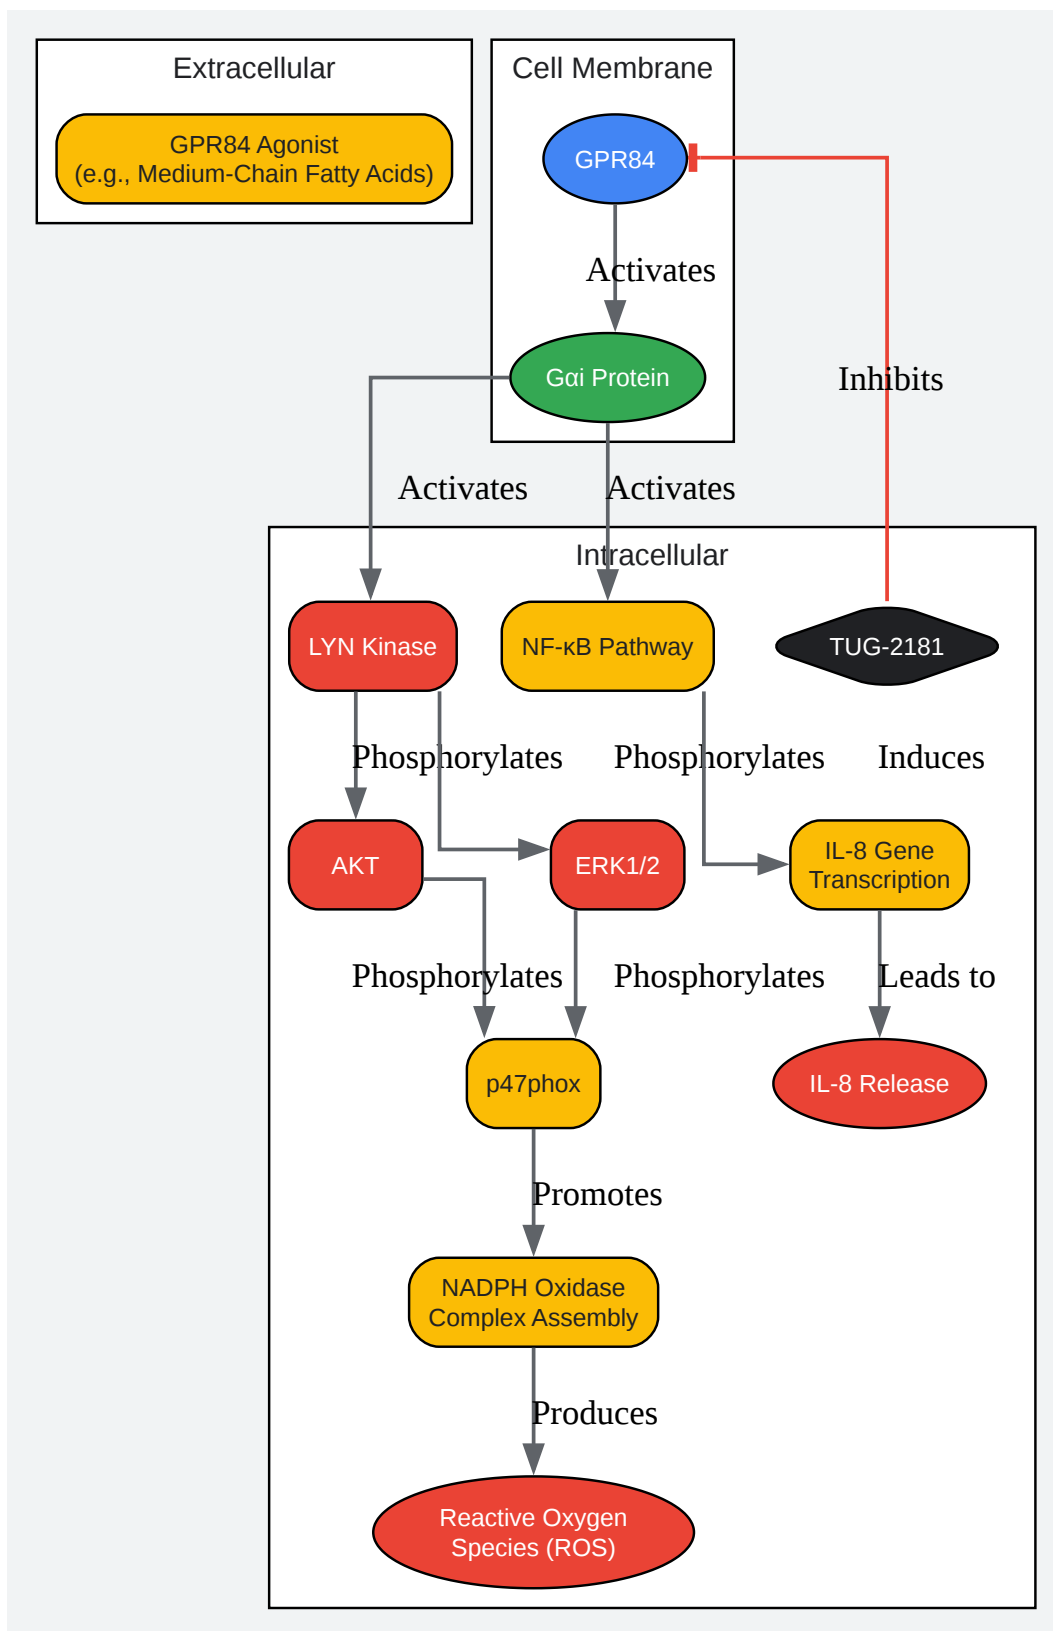 Extracellular
Cell Membrane
GPR84 Agonist
(e.g., Medium-Chain Fatty Acids)
GPR84
Activates
Gαi Protein
Inhibits
Activates
Activates
Intracellular
LYN Kinase
NF-κB Pathway
TUG-2181
Phosphorylates
Phosphorylates
Induces
AKT
ERK1/2
IL-8 Gene
Transcription
Phosphorylates
Phosphorylates
Leads to
p47phox
IL-8 Release
Promotes
NADPH Oxidase
Complex Assembly
Produces
Reactive Oxygen
Species (ROS)